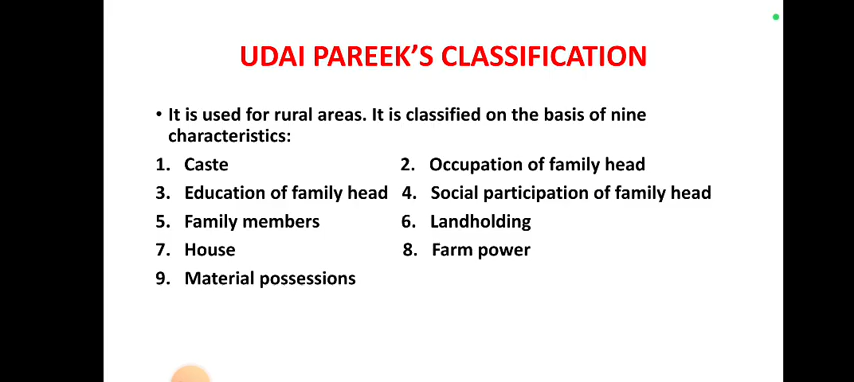 UDAI PAREEK’S CLASSIFICATION
• It is used for rural areas. It is classified on the basis of nine
characteristics:
1. Caste 2. Occupation of family head
3. Education of family head 4. Social participation of family head
5. Family members 6. Landholding
7. House 8. Farm power
9. Material possessions